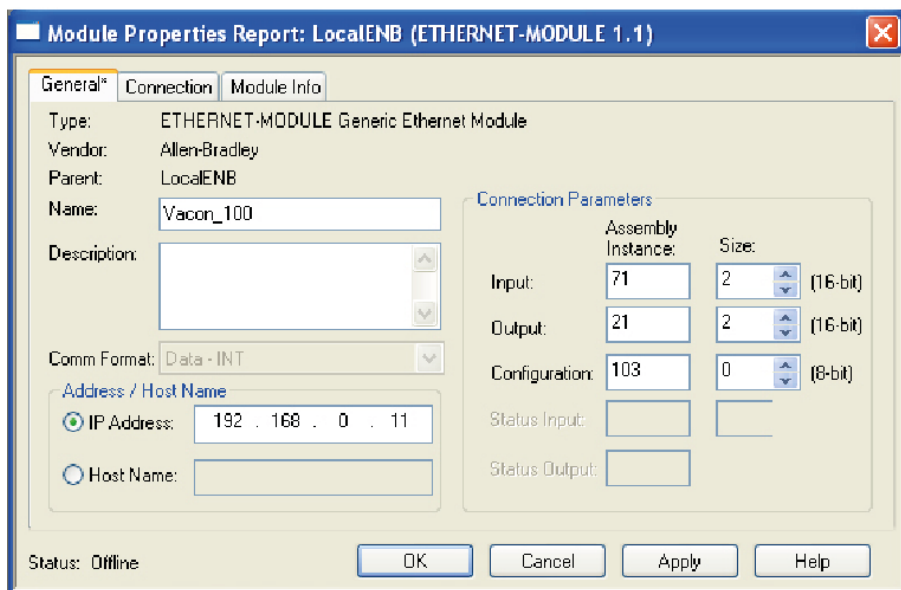 Module Properties Report: LocalENB (ETHERNET-MODULE 1.1)
General* Connection Module Info
Type: ETHERNET-MODULE Generic Ethernet Module
Vendor: Allen-Bradley
Parent: LocalENB
Name: Vacon_100
Description:
Comm Format: Data - INT
Address / Host Name
IP Address: 192 . 168 . 0 . 11
Host Name:
Connection Parameters
Assembly
Instance: Size:
Input: 71 2 (16-bit)
Output: 21 2 (16-bit)
Configuration: 103 0 (8-bit)
Status Input:
Status Output:
Status: Offline OK Cancel Apply Help